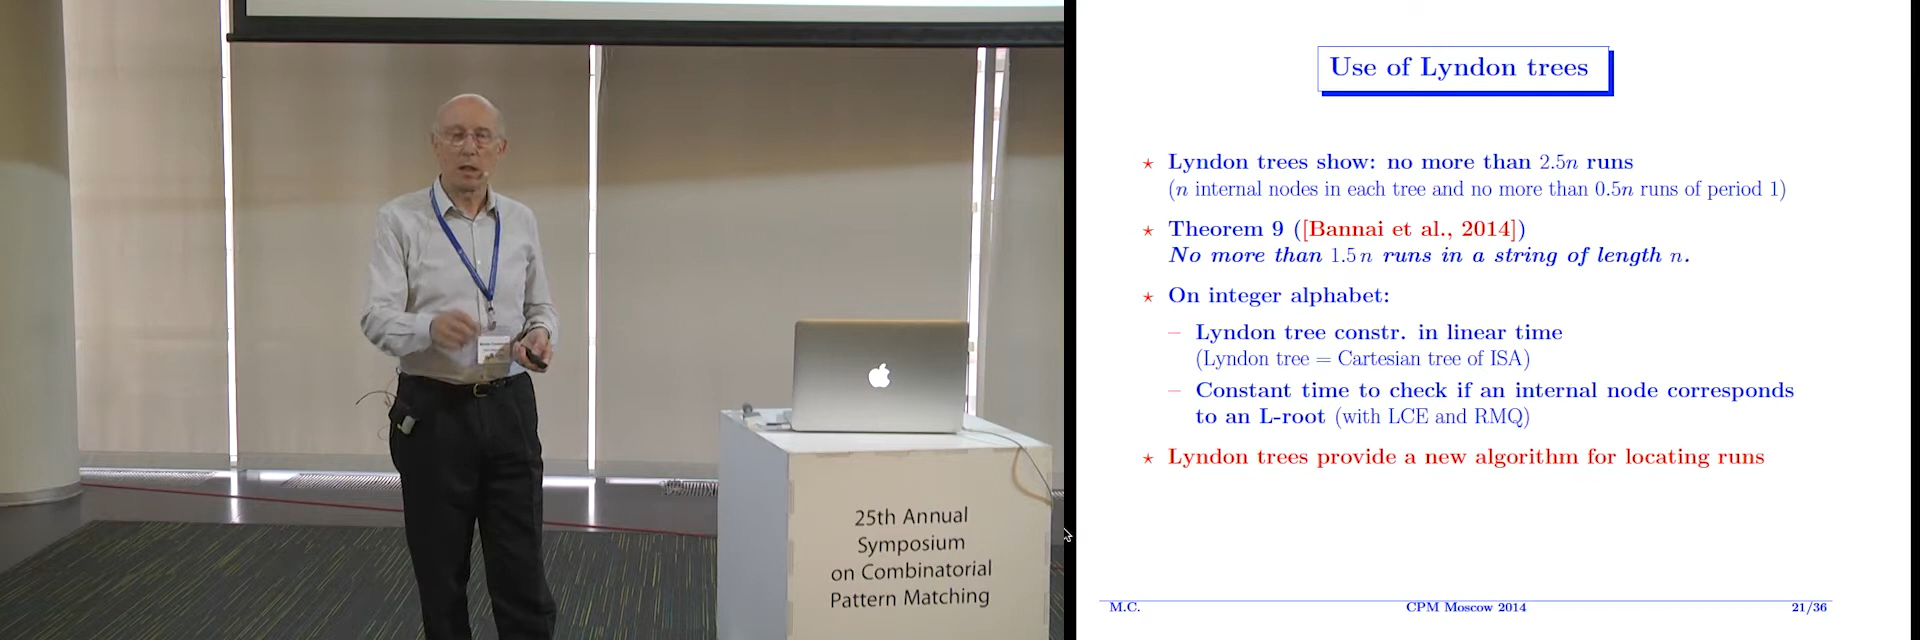 25th Annual
Symposium
on Combinatorial
Pattern Matching
Use of Lyndon trees
⋆ Lyndon trees show: no more than 2.5n runs
(n internal nodes in each tree and no more than 0.5n runs of period 1)
⋆ Theorem 9 ([Bannai et al., 2014])
No more than 1.5 n runs in a string of length n.
⋆ On integer alphabet:
– Lyndon tree constr. in linear time
(Lyndon tree = Cartesian tree of ISA)
– Constant time to check if an internal node corresponds
to an L-root (with LCE and RMQ)
⋆ Lyndon trees provide a new algorithm for locating runs
M.C. CPM Moscow 2014 21/36